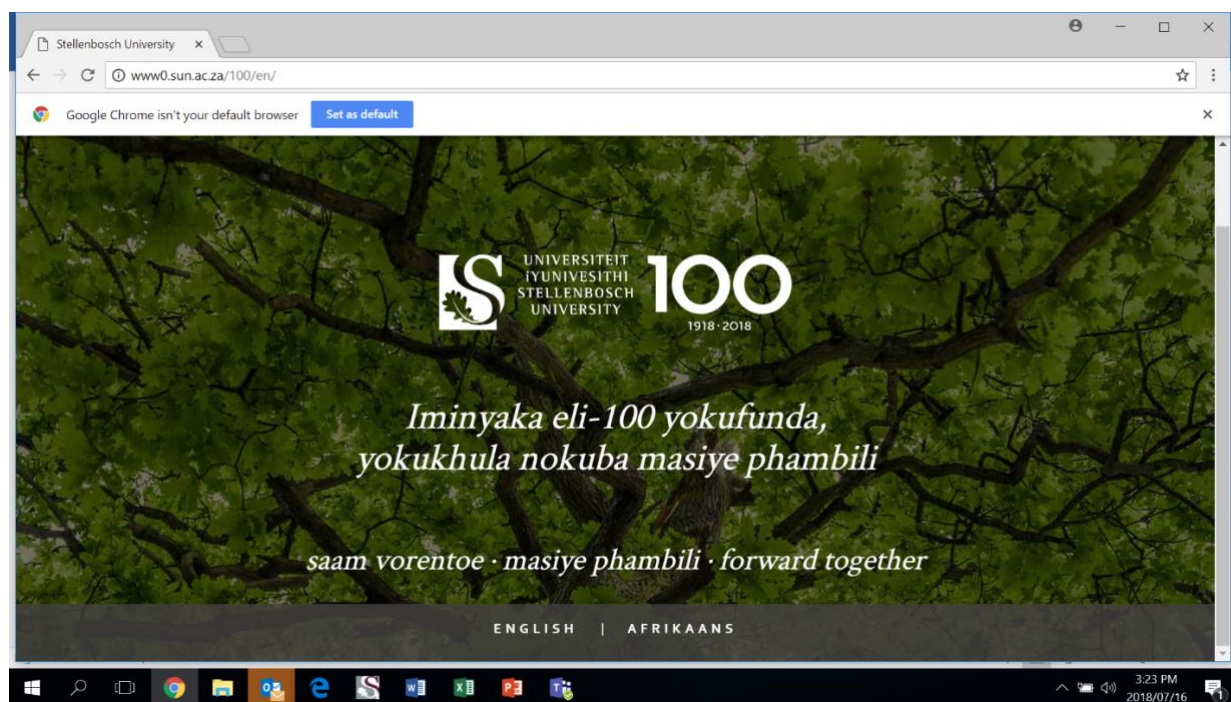 Stellenbosch University
www0.sun.ac.za/100/en/
Google Chrome isn't your default browser Set as default
UNIVERSITEIT
IYUNIVESITHI
STELLENBOSCH
UNIVERSITY
100
1918·2018
Iminyaka eli-100 yokufunda,
yokukhula nokuba masiye phambili
saam vorentoe · masiye phambili · forward together
ENGLISH | AFRIKAANS
3:23 PM
2018/07/16
1